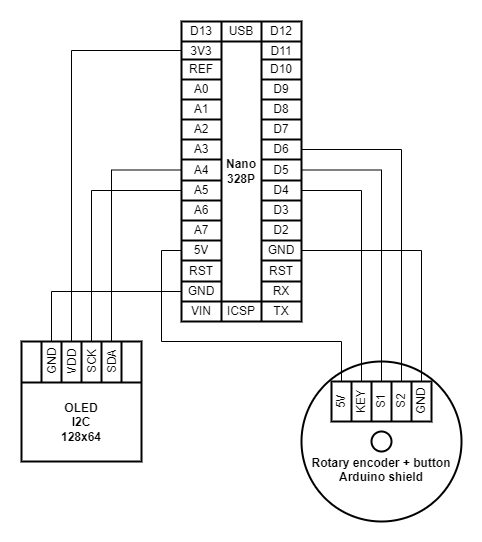 D13 USB D12
3V3 D11
REF D10
A0 D9
A1 D8
A2 D7
A3 D6
Nano
328P
A4 D5
A5 D4
A6 D3
A7 D2
5V GND
RST RST
GND RX
VIN ICSP TX
GND
VDD
SCK
SDA
OLED
I2C
128x64
5V
KEY
S1
S2
GND
Rotary encoder + button
Arduino shield